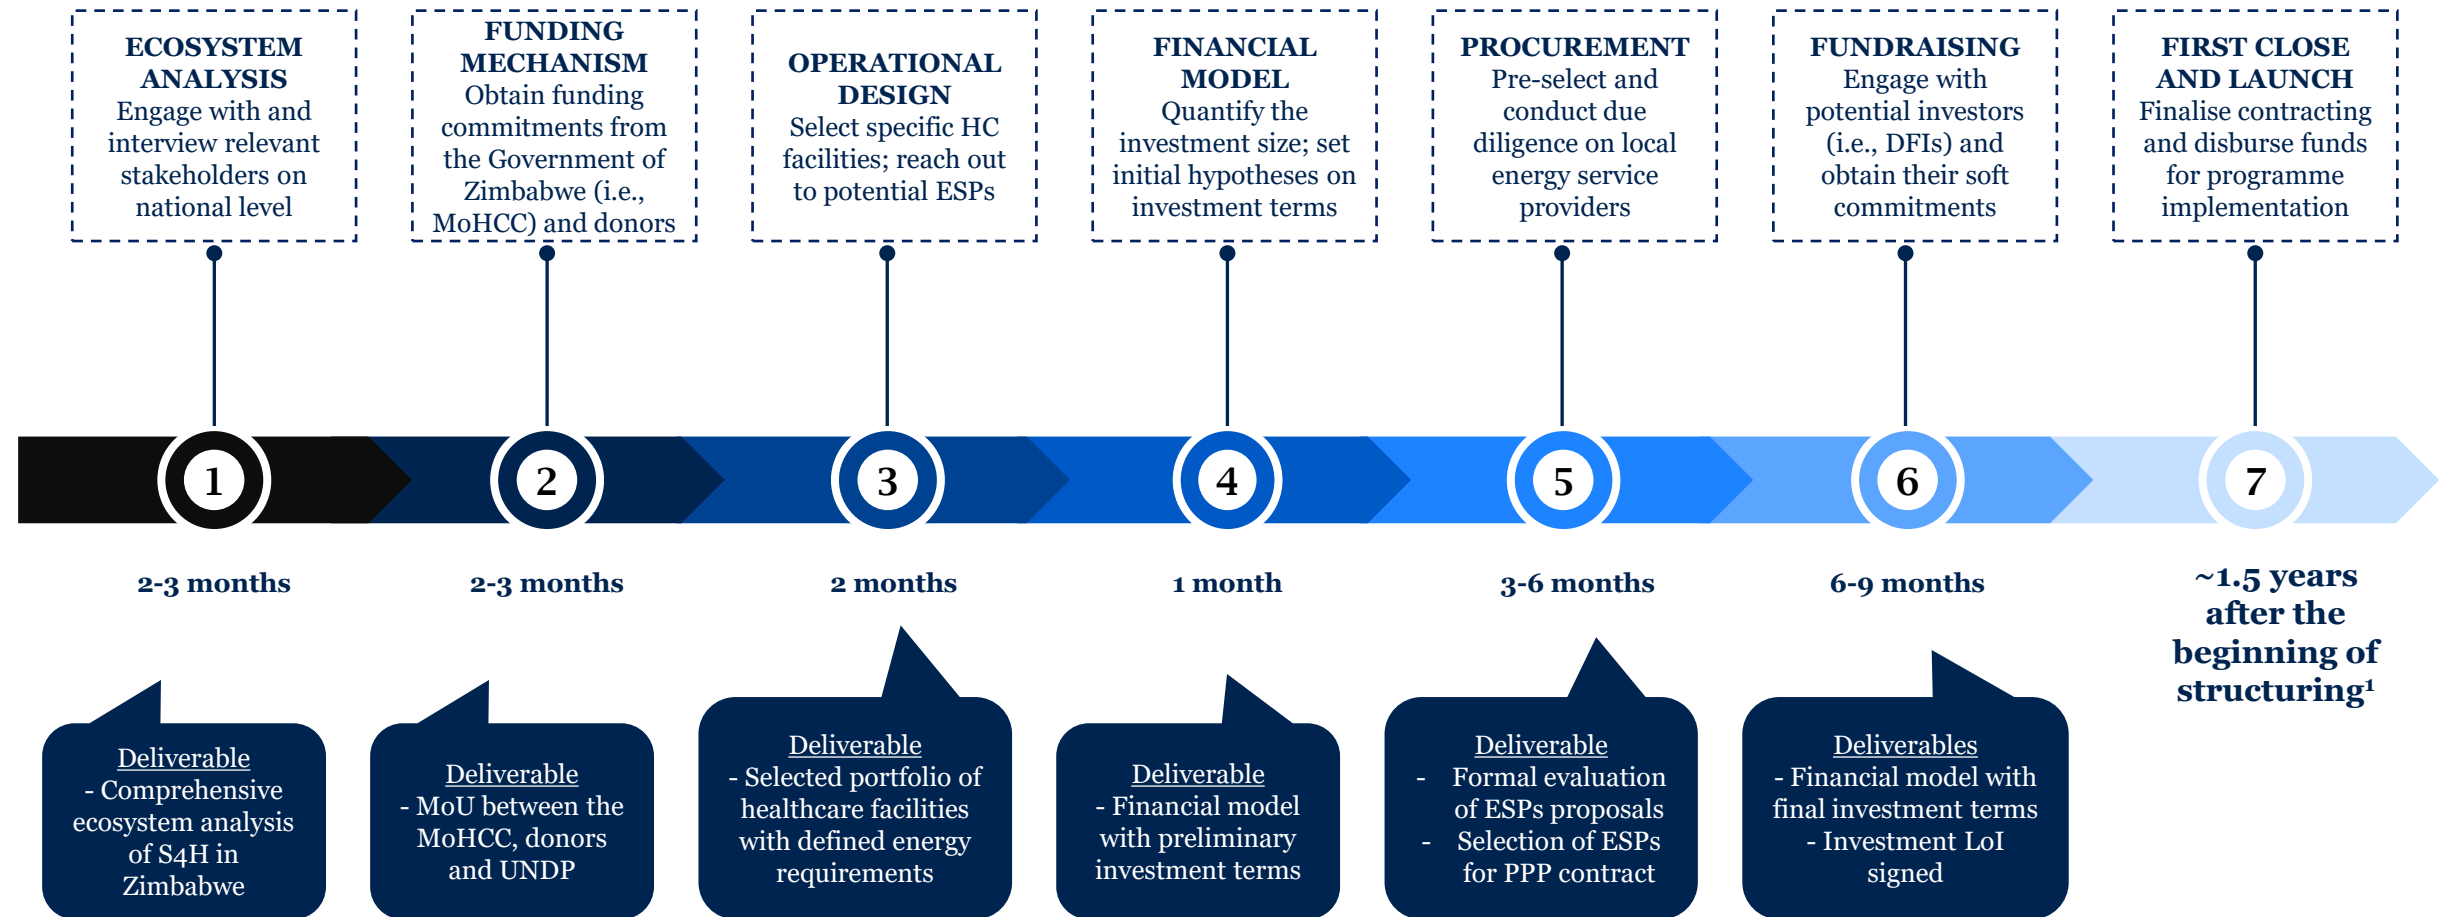 ECOSYSTEM
ANALYSIS
Engage with and
interview relevant
stakeholders on
national level
FUNDING
MECHANISM
Obtain funding
commitments from
the Government of
Zimbabwe (i.e.,
MoHCC) and donors
OPERATIONAL
DESIGN
Select specific HC
facilities; reach out
to potential ESPs
FINANCIAL
MODEL
Quantify the
investment size; set
initial hypotheses on
investment terms
PROCUREMENT
Pre-select and
conduct due
diligence on local
energy service
providers
FUNDRAISING
Engage with
potential investors
(i.e., DFIs) and
obtain their soft
commitments
FIRST CLOSE
AND LAUNCH
Finalise contracting
and disburse funds
for programme
implementation
1
2
3
4
5
6
7
2-3 months
2-3 months
2 months
1 month
3-6 months
6-9 months
~1.5 years
after the
beginning of
structuring¹
Deliverable
- Comprehensive
ecosystem analysis
of S4H in
Zimbabwe
Deliverable
- MoU between the
MoHCC, donors
and UNDP
Deliverable
- Selected portfolio of
healthcare facilities
with defined energy
requirements
Deliverable
- Financial model
with preliminary
investment terms
Deliverable
- Formal evaluation
of ESPs proposals
- Selection of ESPs
for PPP contract
Deliverables
- Financial model with
final investment terms
- Investment LoI
signed